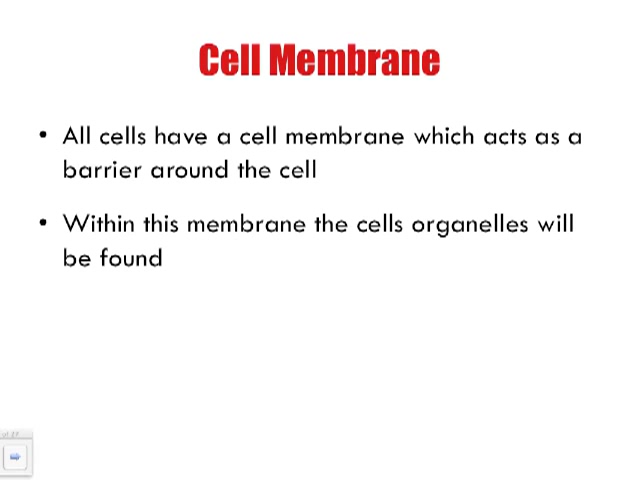 Cell Membrane
• All cells have a cell membrane which acts as a
barrier around the cell
• Within this membrane the cells organelles will
be found